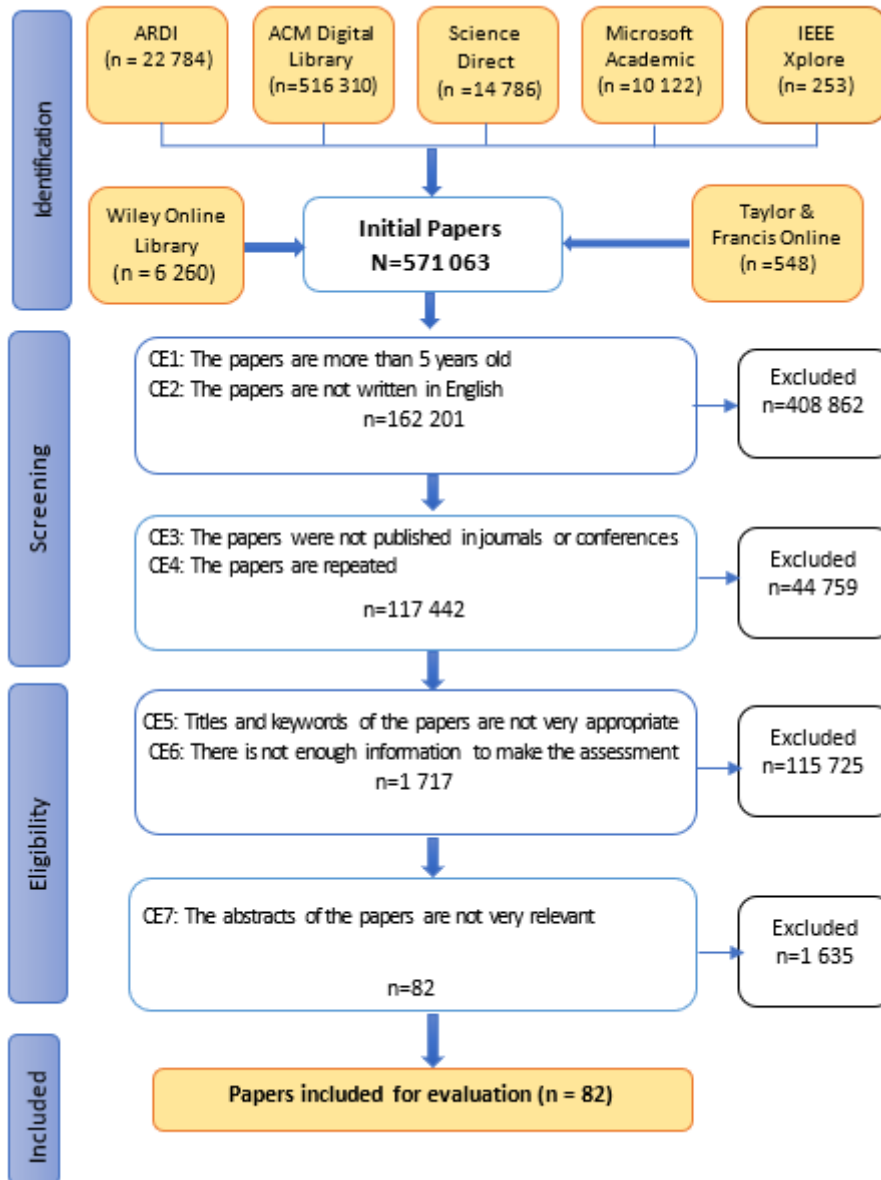 Identification
ARDI
(n = 22 784)
ACM Digital
Library
(n=516 310)
Science
Direct
(n =14 786)
Microsoft
Academic
(n =10 122)
IEEE
Xplore
(n= 253)
Wiley Online
Library
(n = 6 260)
Initial Papers
N=571 063
Taylor &
Francis Online
(n =548)
Screening
CE1: The papers are more than 5 years old
CE2: The papers are not written in English
n=162 201
Excluded
n=408 862
CE3: The papers were not published in journals or conferences
CE4: The papers are repeated
n=117 442
Excluded
n=44 759
Eligibility
CE5: Titles and keywords of the papers are not very appropriate
CE6: There is not enough information to make the assessment
n=1 717
Excluded
n=115 725
CE7: The abstracts of the papers are not very relevant
n=82
Excluded
n=1 635
Included
Papers included for evaluation (n = 82)